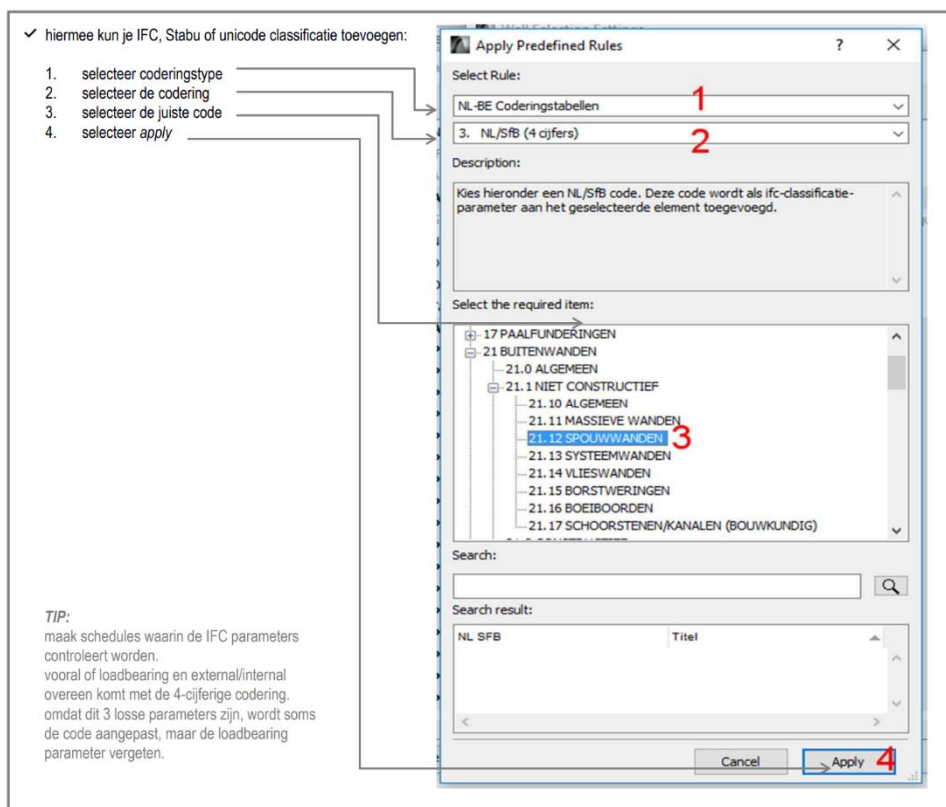 ✓ hiermee kun je IFC, Stabu of unicode classificatie toevoegen:
1. selecteer coderingstype
2. selecteer de codering
3. selecteer de juiste code
4. selecteer apply
TIP:
maak schedules waarin de IFC parameters
controleert worden.
vooral of loadbearing en external/internal
overeen komt met de 4-cijferige codering.
omdat dit 3 losse parameters zijn, wordt soms
de code aangepast, maar de loadbearing
parameter vergeten.
Apply Predefined Rules ? ×
Select Rule:
NL-BE Coderingstabellen 1
3. NL/SfB (4 cijfers) 2
Description:
Kies hieronder een NL/SfB code. Deze code wordt als ifc-classificatie-
parameter aan het geselecteerde element toegevoegd.
Select the required item:
17 PAALFUNDERINGEN
21 BUITENWANDEN
21.0 ALGEMEEN
21.1 NIET CONSTRUCTIEF
21.10 ALGEMEEN
21.11 MASSIEVE WANDEN
21.12 SPOUWWANDEN 3
21.13 SYSTEEMWANDEN
21.14 VLIESWANDEN
21.15 BORSTWERINGEN
21.16 BOEIBOORDEN
21.17 SCHOORSTENEN/KANALEN (BOUWKUNDIG)
Search:
Search result:
NL SFB Titel
Cancel Apply 4